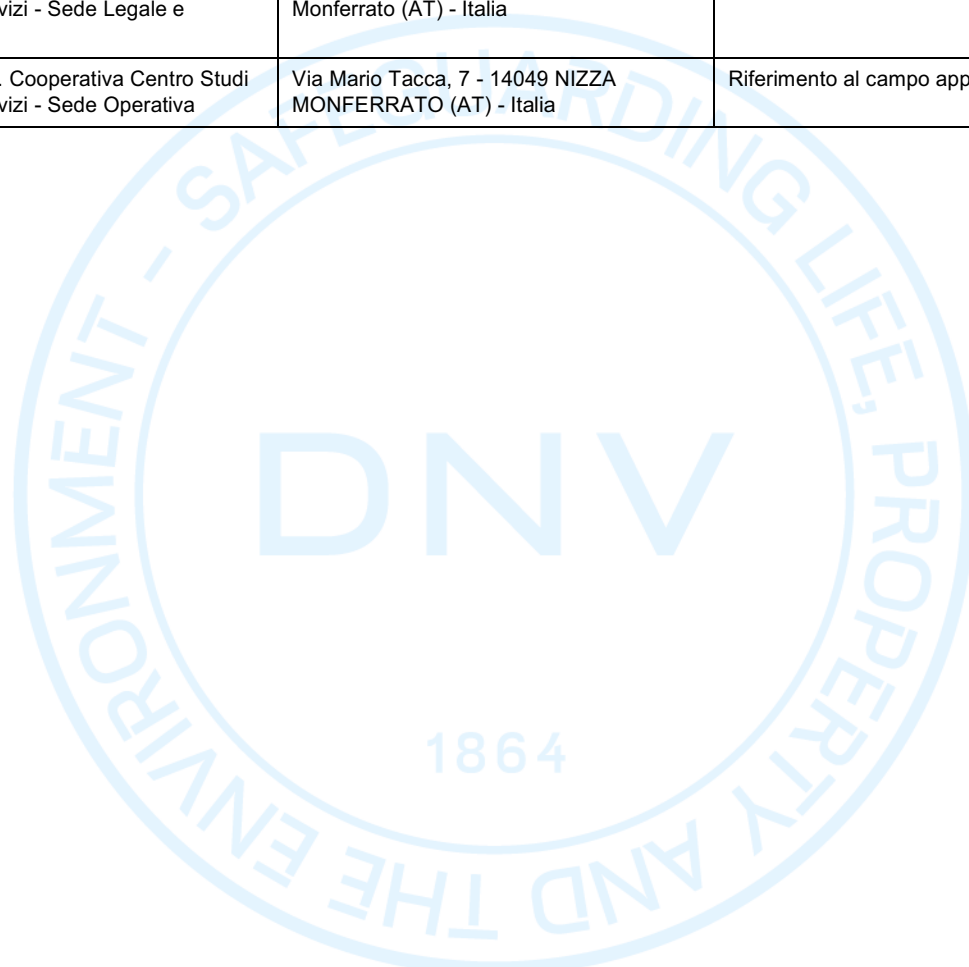 vizi - Sede Legale e
Monferrato (AT) - Italia
. Cooperativa Centro Studi
vizi - Sede Operativa
Via Mario Tacca, 7 - 14049 NIZZA
MONFERRATO (AT) - Italia
Riferimento al campo app
SAFEGUARDING LIFE, PROPERTY AND THE ENVIRONMENT -
DNV
1864